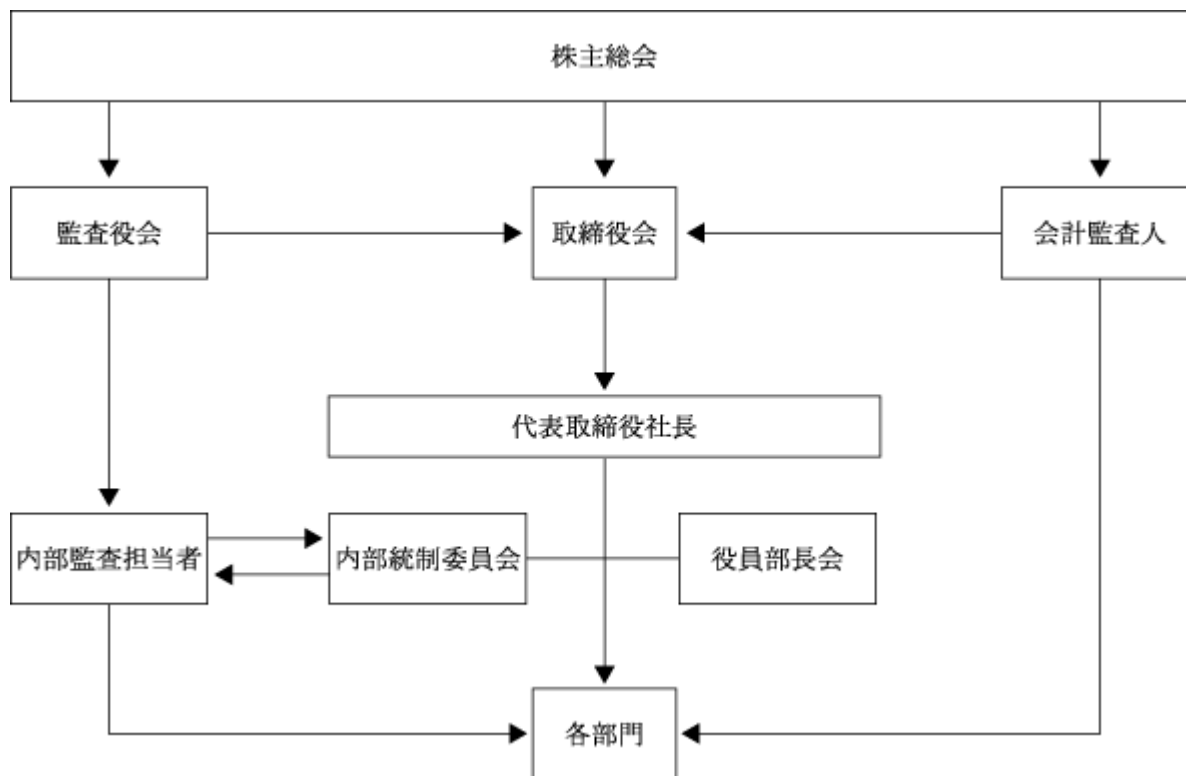 株主総会
監査役会
取締役会
会計監査人
代表取締役社長
内部監査担当者
内部統制委員会
役員部長会
各部門